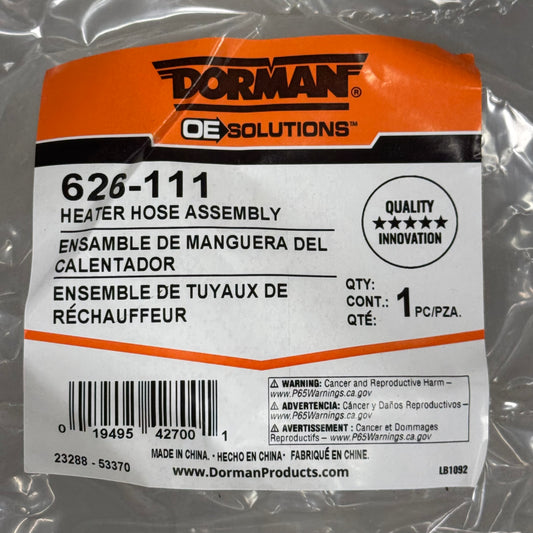 DORMAN®
OE SOLUTIONS™
626-111
HEATER HOSE ASSEMBLY
ENSAMBLE DE MANGUERA DEL
CALENTADOR
ENSEMBLE DE TUYAUX DE
RÉCHAUFFEUR
QUALITY
★★★★★
INNOVATION
QTY:
CONT.: 1 PC/PZA.
QTÉ:
0 19495 42700 1
23288 - 53370
⚠ WARNING: Cancer and Reproductive Harm –
www.P65Warnings.ca.gov
⚠ ADVERTENCIA: Cáncer y Daños Reproductivos –
www.P65Warnings.ca.gov
⚠ AVERTISSEMENT : Cancer et Dommages
Reproductifs – www.P65Warnings.ca.gov
MADE IN CHINA. • HECHO EN CHINA • FABRIQUÉ EN CHINE.
www.DormanProducts.com
LB1092